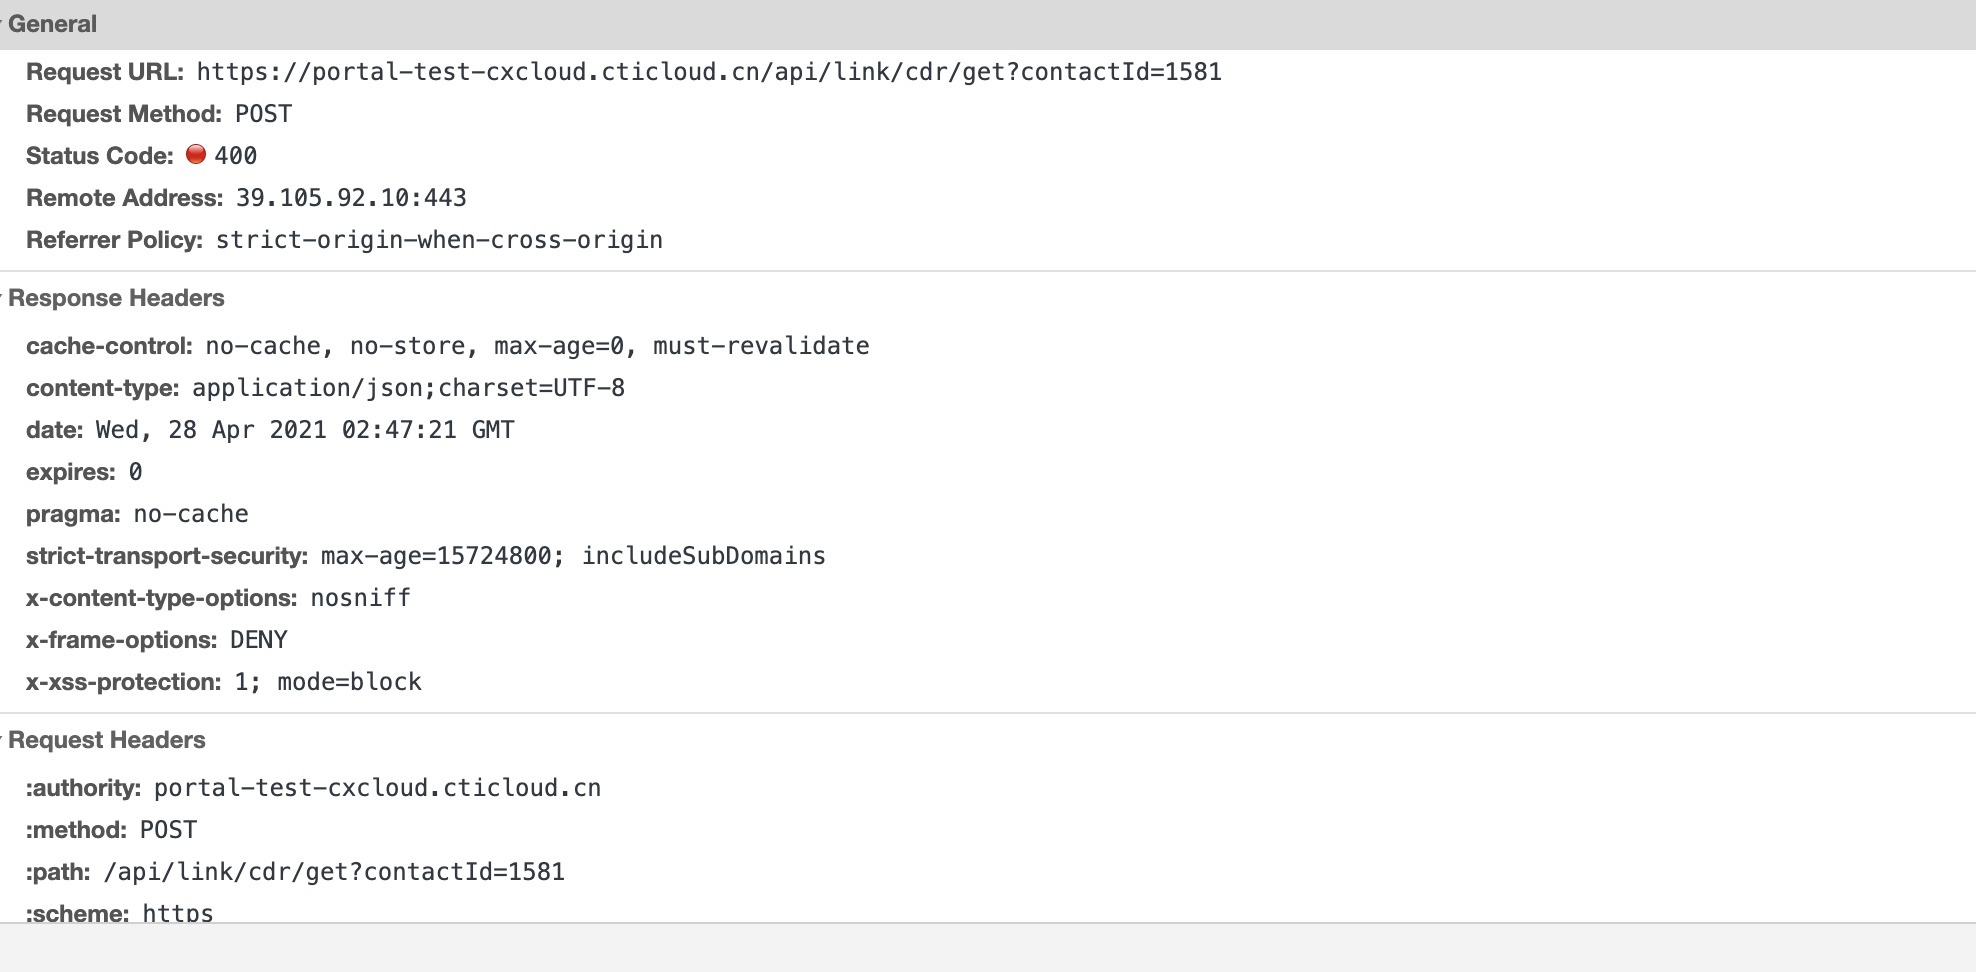 General
Request URL: https://portal-test-cxcloud.cticloud.cn/api/link/cdr/get?contactId=1581
Request Method: POST
Status Code: 400
Remote Address: 39.105.92.10:443
Referrer Policy: strict-origin-when-cross-origin
Response Headers
cache-control: no-cache, no-store, max-age=0, must-revalidate
content-type: application/json;charset=UTF-8
date: Wed, 28 Apr 2021 02:47:21 GMT
expires: 0
pragma: no-cache
strict-transport-security: max-age=15724800; includeSubDomains
x-content-type-options: nosniff
x-frame-options: DENY
x-xss-protection: 1; mode=block
Request Headers
:authority: portal-test-cxcloud.cticloud.cn
:method: POST
:path: /api/link/cdr/get?contactId=1581
:scheme: https